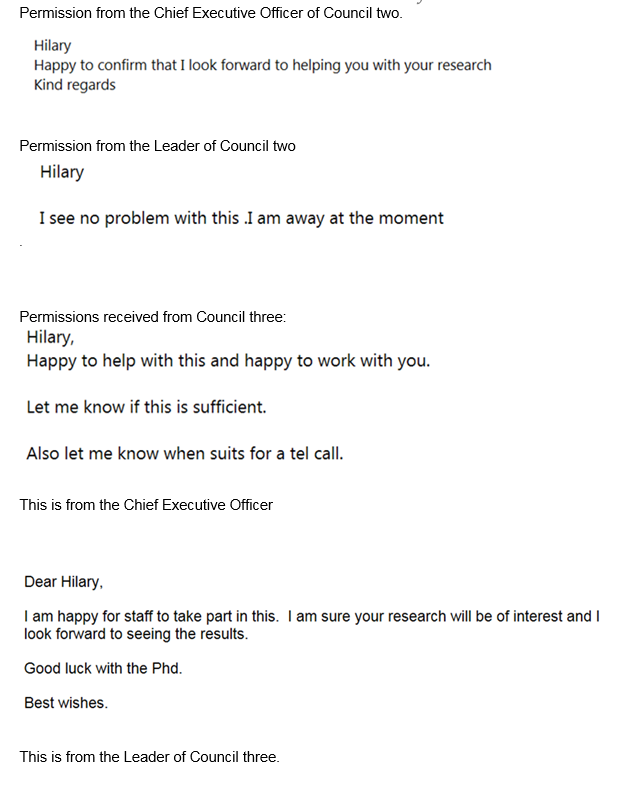 Permission from the Chief Executive Officer of Council two.
Hilary
Happy to confirm that I look forward to helping you with your research
Kind regards
Permission from the Leader of Council two
Hilary
I see no problem with this .I am away at the moment
.
Permissions received from Council three:
Hilary,
Happy to help with this and happy to work with you.
Let me know if this is sufficient.
Also let me know when suits for a tel call.
This is from the Chief Executive Officer
Dear Hilary,
I am happy for staff to take part in this.  I am sure your research will be of interest and I
look forward to seeing the results.
Good luck with the Phd.
Best wishes.
This is from the Leader of Council three.